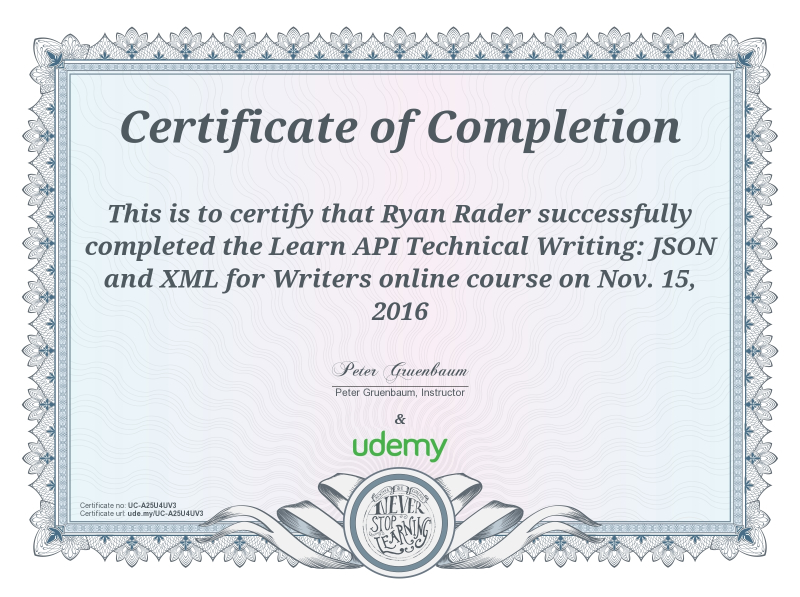 Certificate of Completion
This is to certify that Ryan Rader successfully
completed the Learn API Technical Writing: JSON
and XML for Writers online course on Nov. 15,
2016
Peter Gruenbaum
Peter Gruenbaum, Instructor
&
udemy
Certificate no: UC-A25U4UV3
Certificate url: ude.my/UC-A25U4UV3
NEVER
STOP
LEARNING